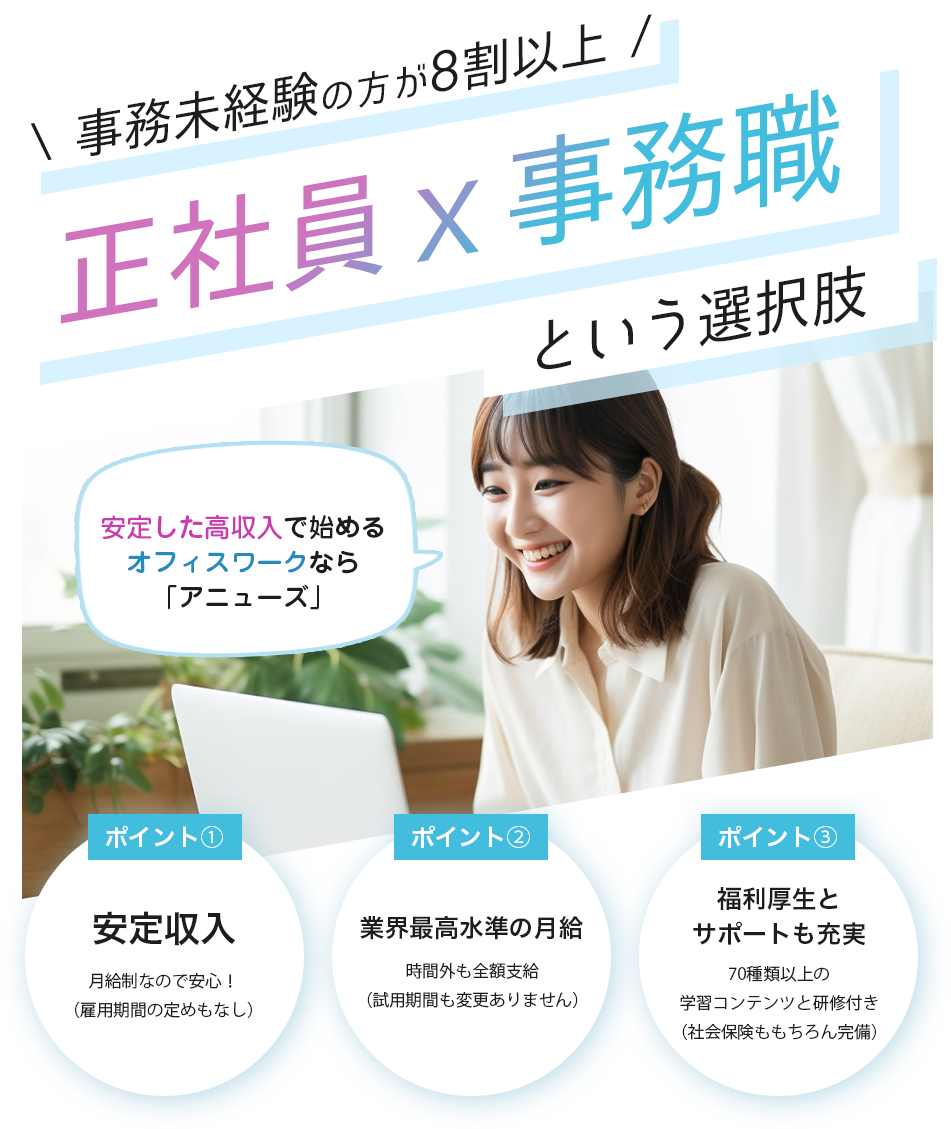 \ 事務未経験の方が8割以上 /
正社員 x 事務職
という選択肢
安定した高収入で始める
オフィスワークなら
「アニューズ」
ポイント①
安定収入
月給制なので安心！
（雇用期間の定めもなし）
ポイント②
業界最高水準の月給
時間外も全額支給
（試用期間も変更ありません）
ポイント③
福利厚生と
サポートも充実
70種類以上の
学習コンテンツと研修付き
（社会保険ももちろん完備）